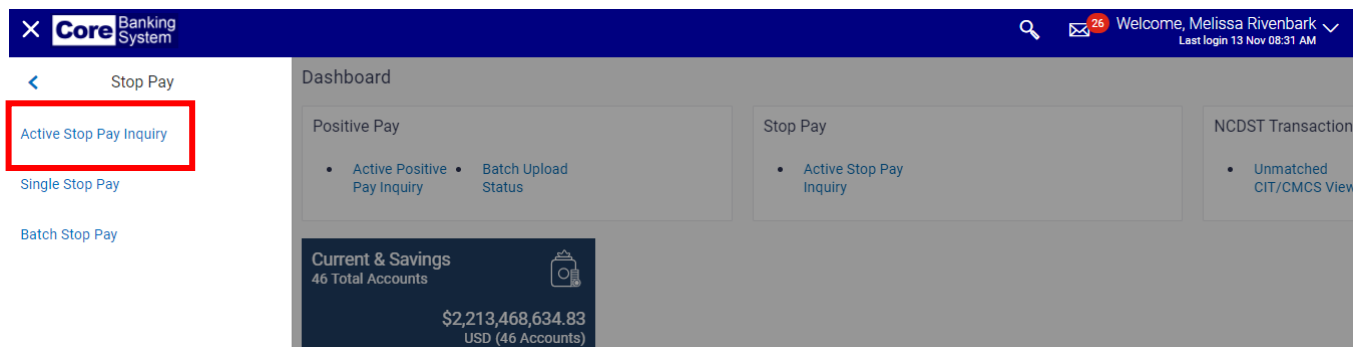 Core Banking System
26
Welcome, Melissa Rivenbark
Last login 13 Nov 08:31 AM
Stop Pay
Active Stop Pay Inquiry
Single Stop Pay
Batch Stop Pay
Dashboard
Positive Pay
Active Positive
Pay Inquiry
Batch Upload
Status
Stop Pay
Active Stop Pay
Inquiry
NCDST Transaction
Unmatched
CIT/CMCS View
Current & Savings
46 Total Accounts
$2,213,468,634.83
USD (46 Accounts)